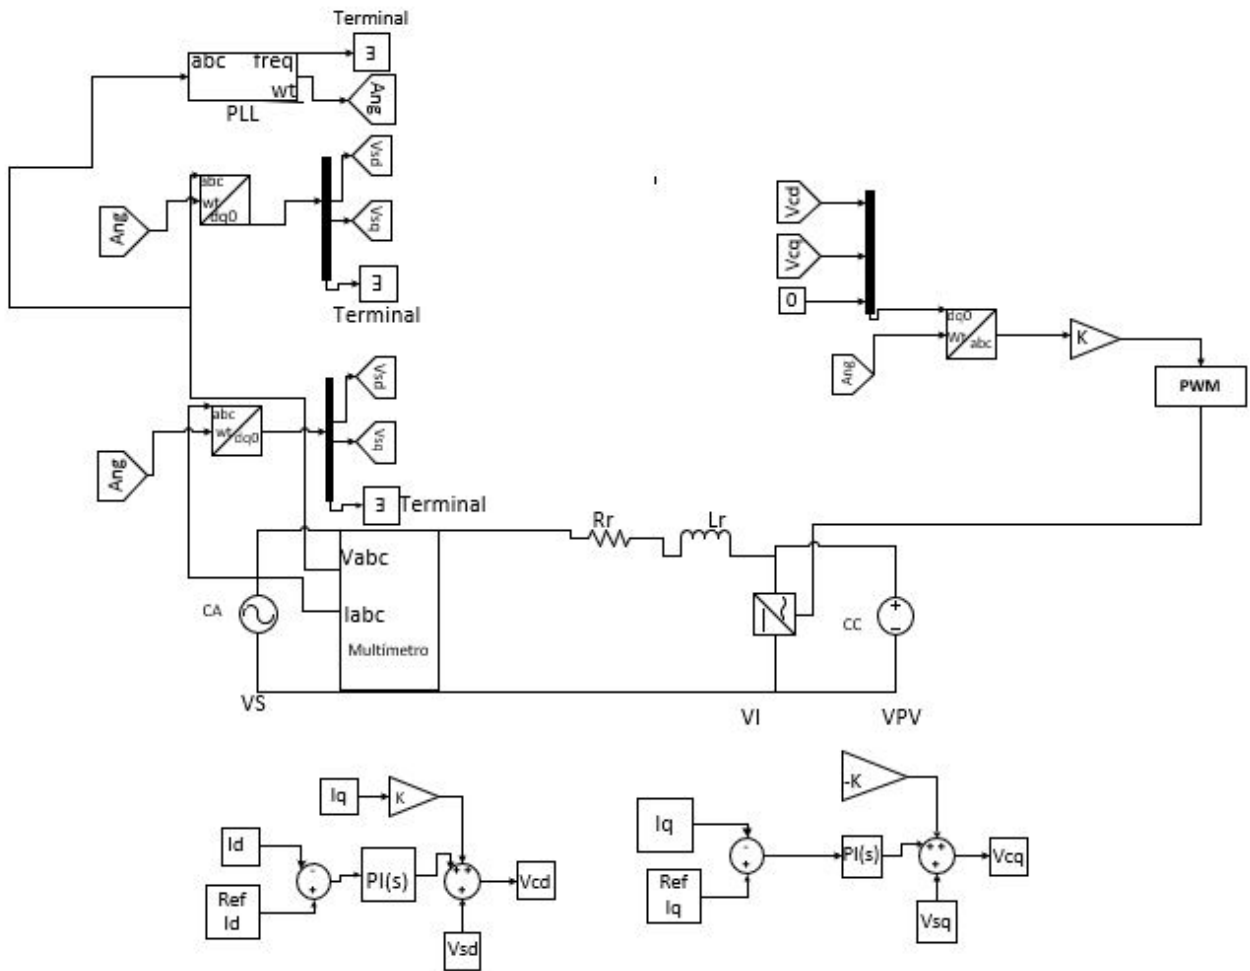 Terminal
Ǝ
abc freq
wt
PLL
Ang
Vsd
Vsq
Ǝ
Terminal
abc
wt
dq0
Ang
Vcd
Vcq
0
dq0
Wt
abc
Ang
K
PWM
Vsd
Vsq
Ǝ Terminal
abc
wt
dq0
Ang
Rr
Lr
Vabc
Iabc
Multímetro
CA
VS
VI
CC
VPV
Iq
K
Id
Ref
Id
-
+
PI(s)
+ +
+
Vcd
Vsd
-K
Iq
Ref
Iq
-
+
PI(s)
+ +
+
Vcq
Vsq